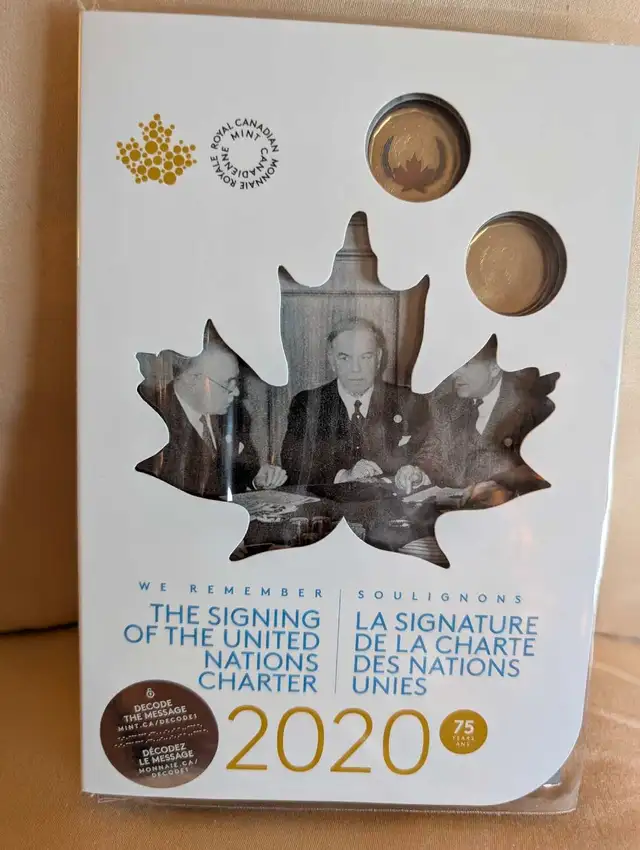 ROYAL CANADIAN MINT
MONNAIE ROYALE CANADIENNE
WE REMEMBER
THE SIGNING
OF THE UNITED
NATIONS
CHARTER
SOULIGNONS
LA SIGNATURE
DE LA CHARTE
DES NATIONS
UNIES
DECODE
THE MESSAGE
MINT.CA/DECODE1
DÉCODEZ
LE MESSAGE
MONNAIE.CA/
DECODE1
2020
75
YEARS
ANS